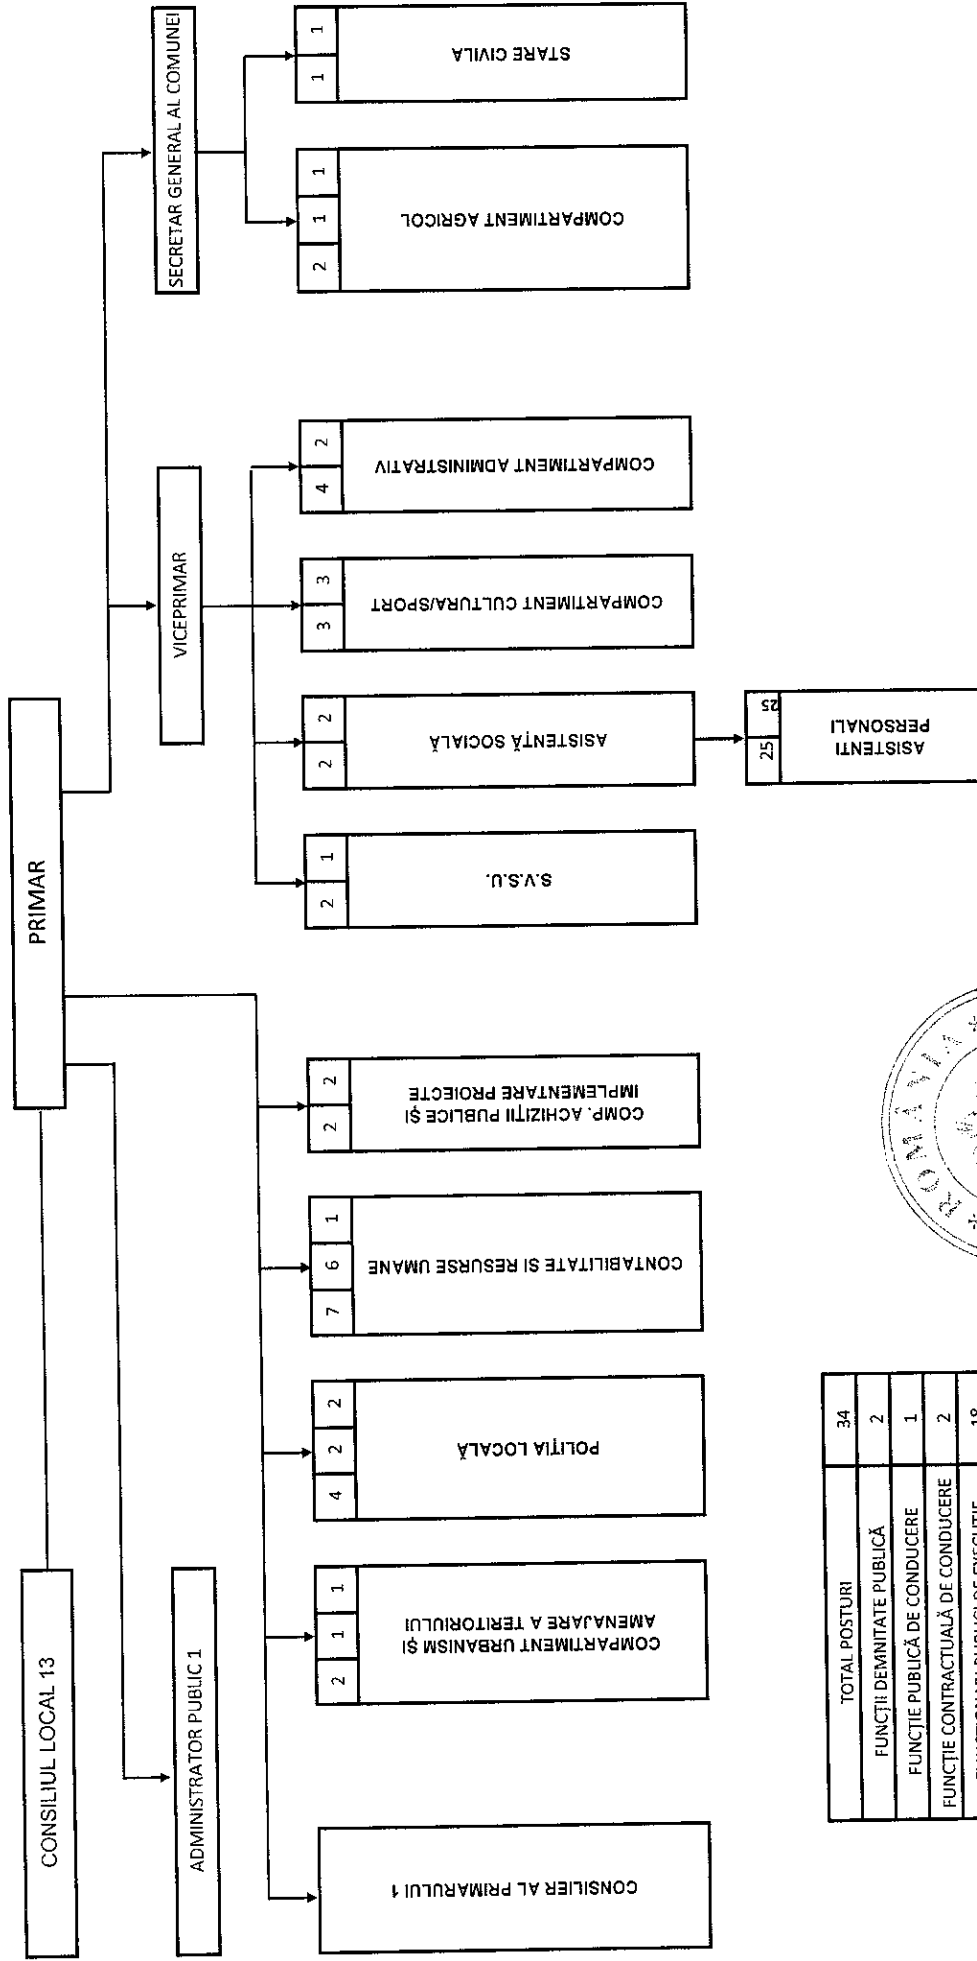 PRIMAR
CONSILIUL LOCAL 13
ADMINISTRATOR PUBLIC 1
VICEPRIMAR
SECRETAR GENERAL AL COMUNEI
CONSILIER AL PRIMARULUI 1
2 1 1
COMPARTIMENT URBANISM ȘI
AMENAJARE A TERITORIULUI
4 2 2
POLIȚIA LOCALĂ
7 6 1
CONTABILITATE SI RESURSE UMANE
2 2
COMP. ACHIZIȚII PUBLICE ȘI
IMPLEMENTARE PROIECTE
2 1
S.V.S.U.
2 2
ASISTENȚĂ SOCIALĂ
3 3
COMPARTIMENT CULTURA/SPORT
4 2
COMPARTIMENT ADMINISTRATIV
2 1 1
COMPARTIMENT AGRICOL
1 1
STARE CIVILA
25 25
ASISTENTI
PERSONALI
TOTAL POSTURI 34
FUNCȚII DEMNITATE PUBLICĂ 2
FUNCȚIE PUBLICĂ DE CONDUCERE 1
FUNCȚIE CONTRACTUALĂ DE CONDUCERE 2
18
* ROMÂNIA *